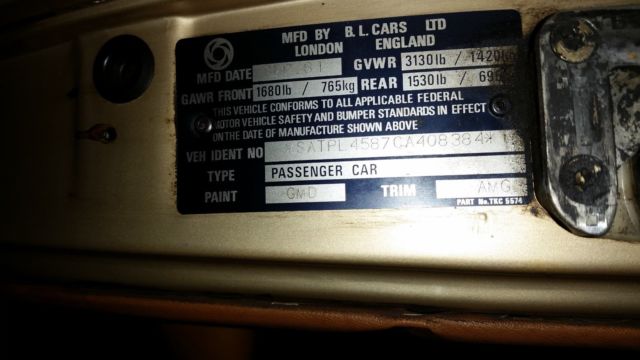 MFD BY B.L. CARS LTD
LONDON ENGLAND
MFD DATE GVWR 3130lb / 1420
GAWR FRONT 1680lb / 765kg REAR 1530lb /
THIS VEHICLE CONFORMS TO ALL APPLICABLE FEDERAL
MOTOR VEHICLE SAFETY AND BUMPER STANDARDS IN EFFECT
ON THE DATE OF MANUFACTURE SHOWN ABOVE
VEH IDENT NO *SATPL4587CA408384*
TYPE PASSENGER CAR
PAINT GMD TRIM AMG
PART No. TKC 5574